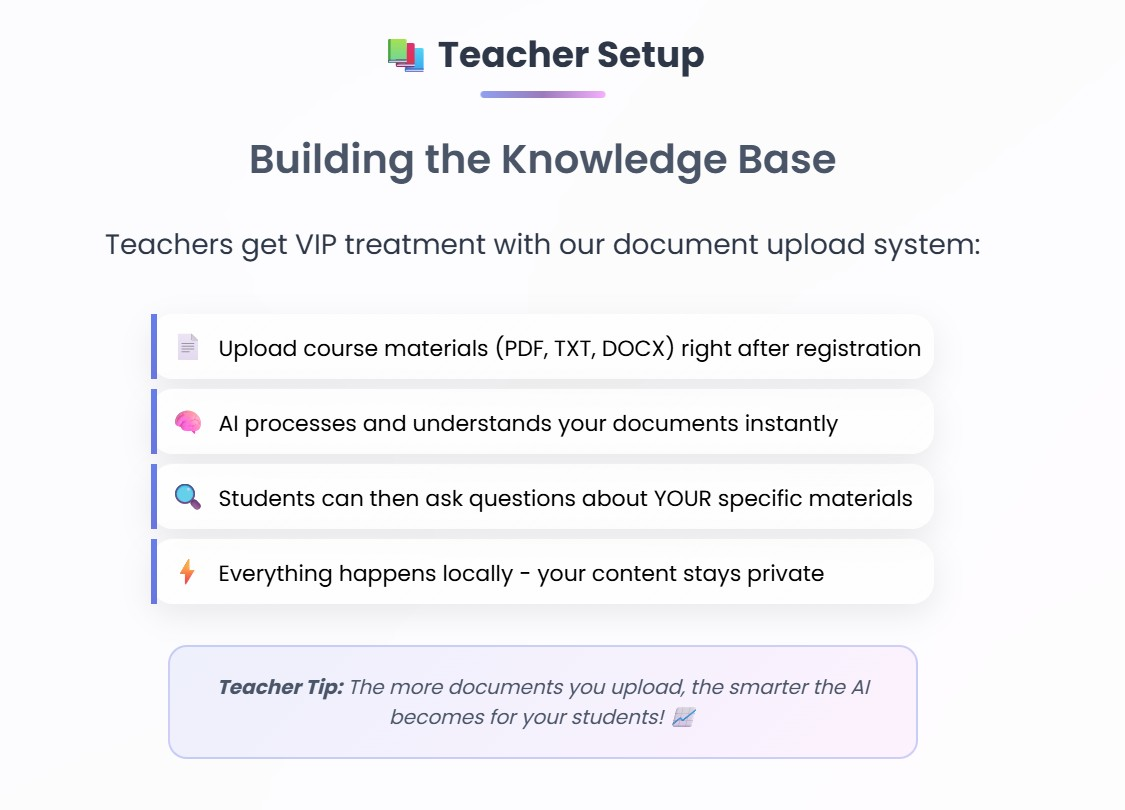 Teacher Setup
Building the Knowledge Base
Teachers get VIP treatment with our document upload system:
Upload course materials (PDF, TXT, DOCX) right after registration
AI processes and understands your documents instantly
Students can then ask questions about YOUR specific materials
Everything happens locally - your content stays private
Teacher Tip: The more documents you upload, the smarter the AI
becomes for your students!